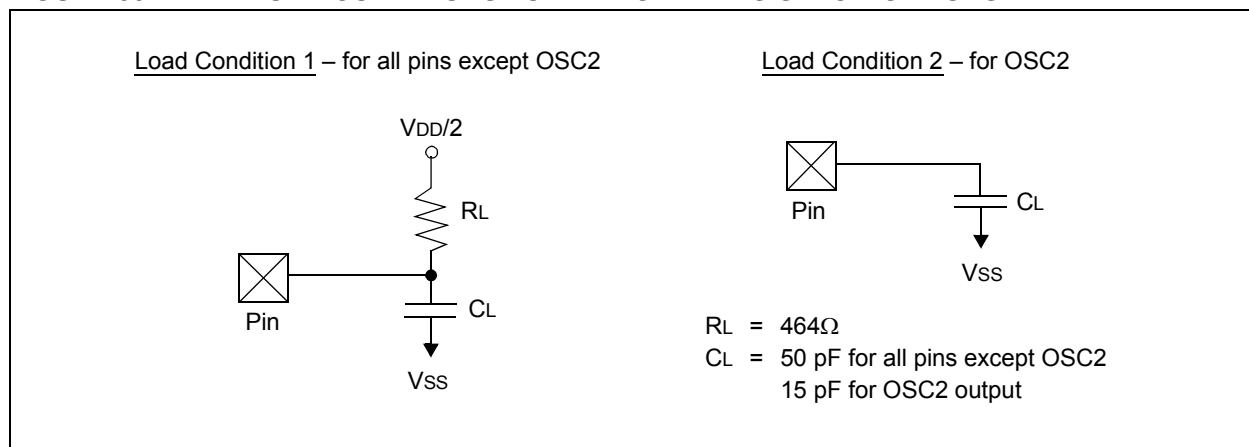 Load Condition 1 – for all pins except OSC2
VDD/2
RL
Pin
CL
VSS
Load Condition 2 – for OSC2
Pin
CL
VSS
RL = 464Ω
CL = 50 pF for all pins except OSC2
15 pF for OSC2 output